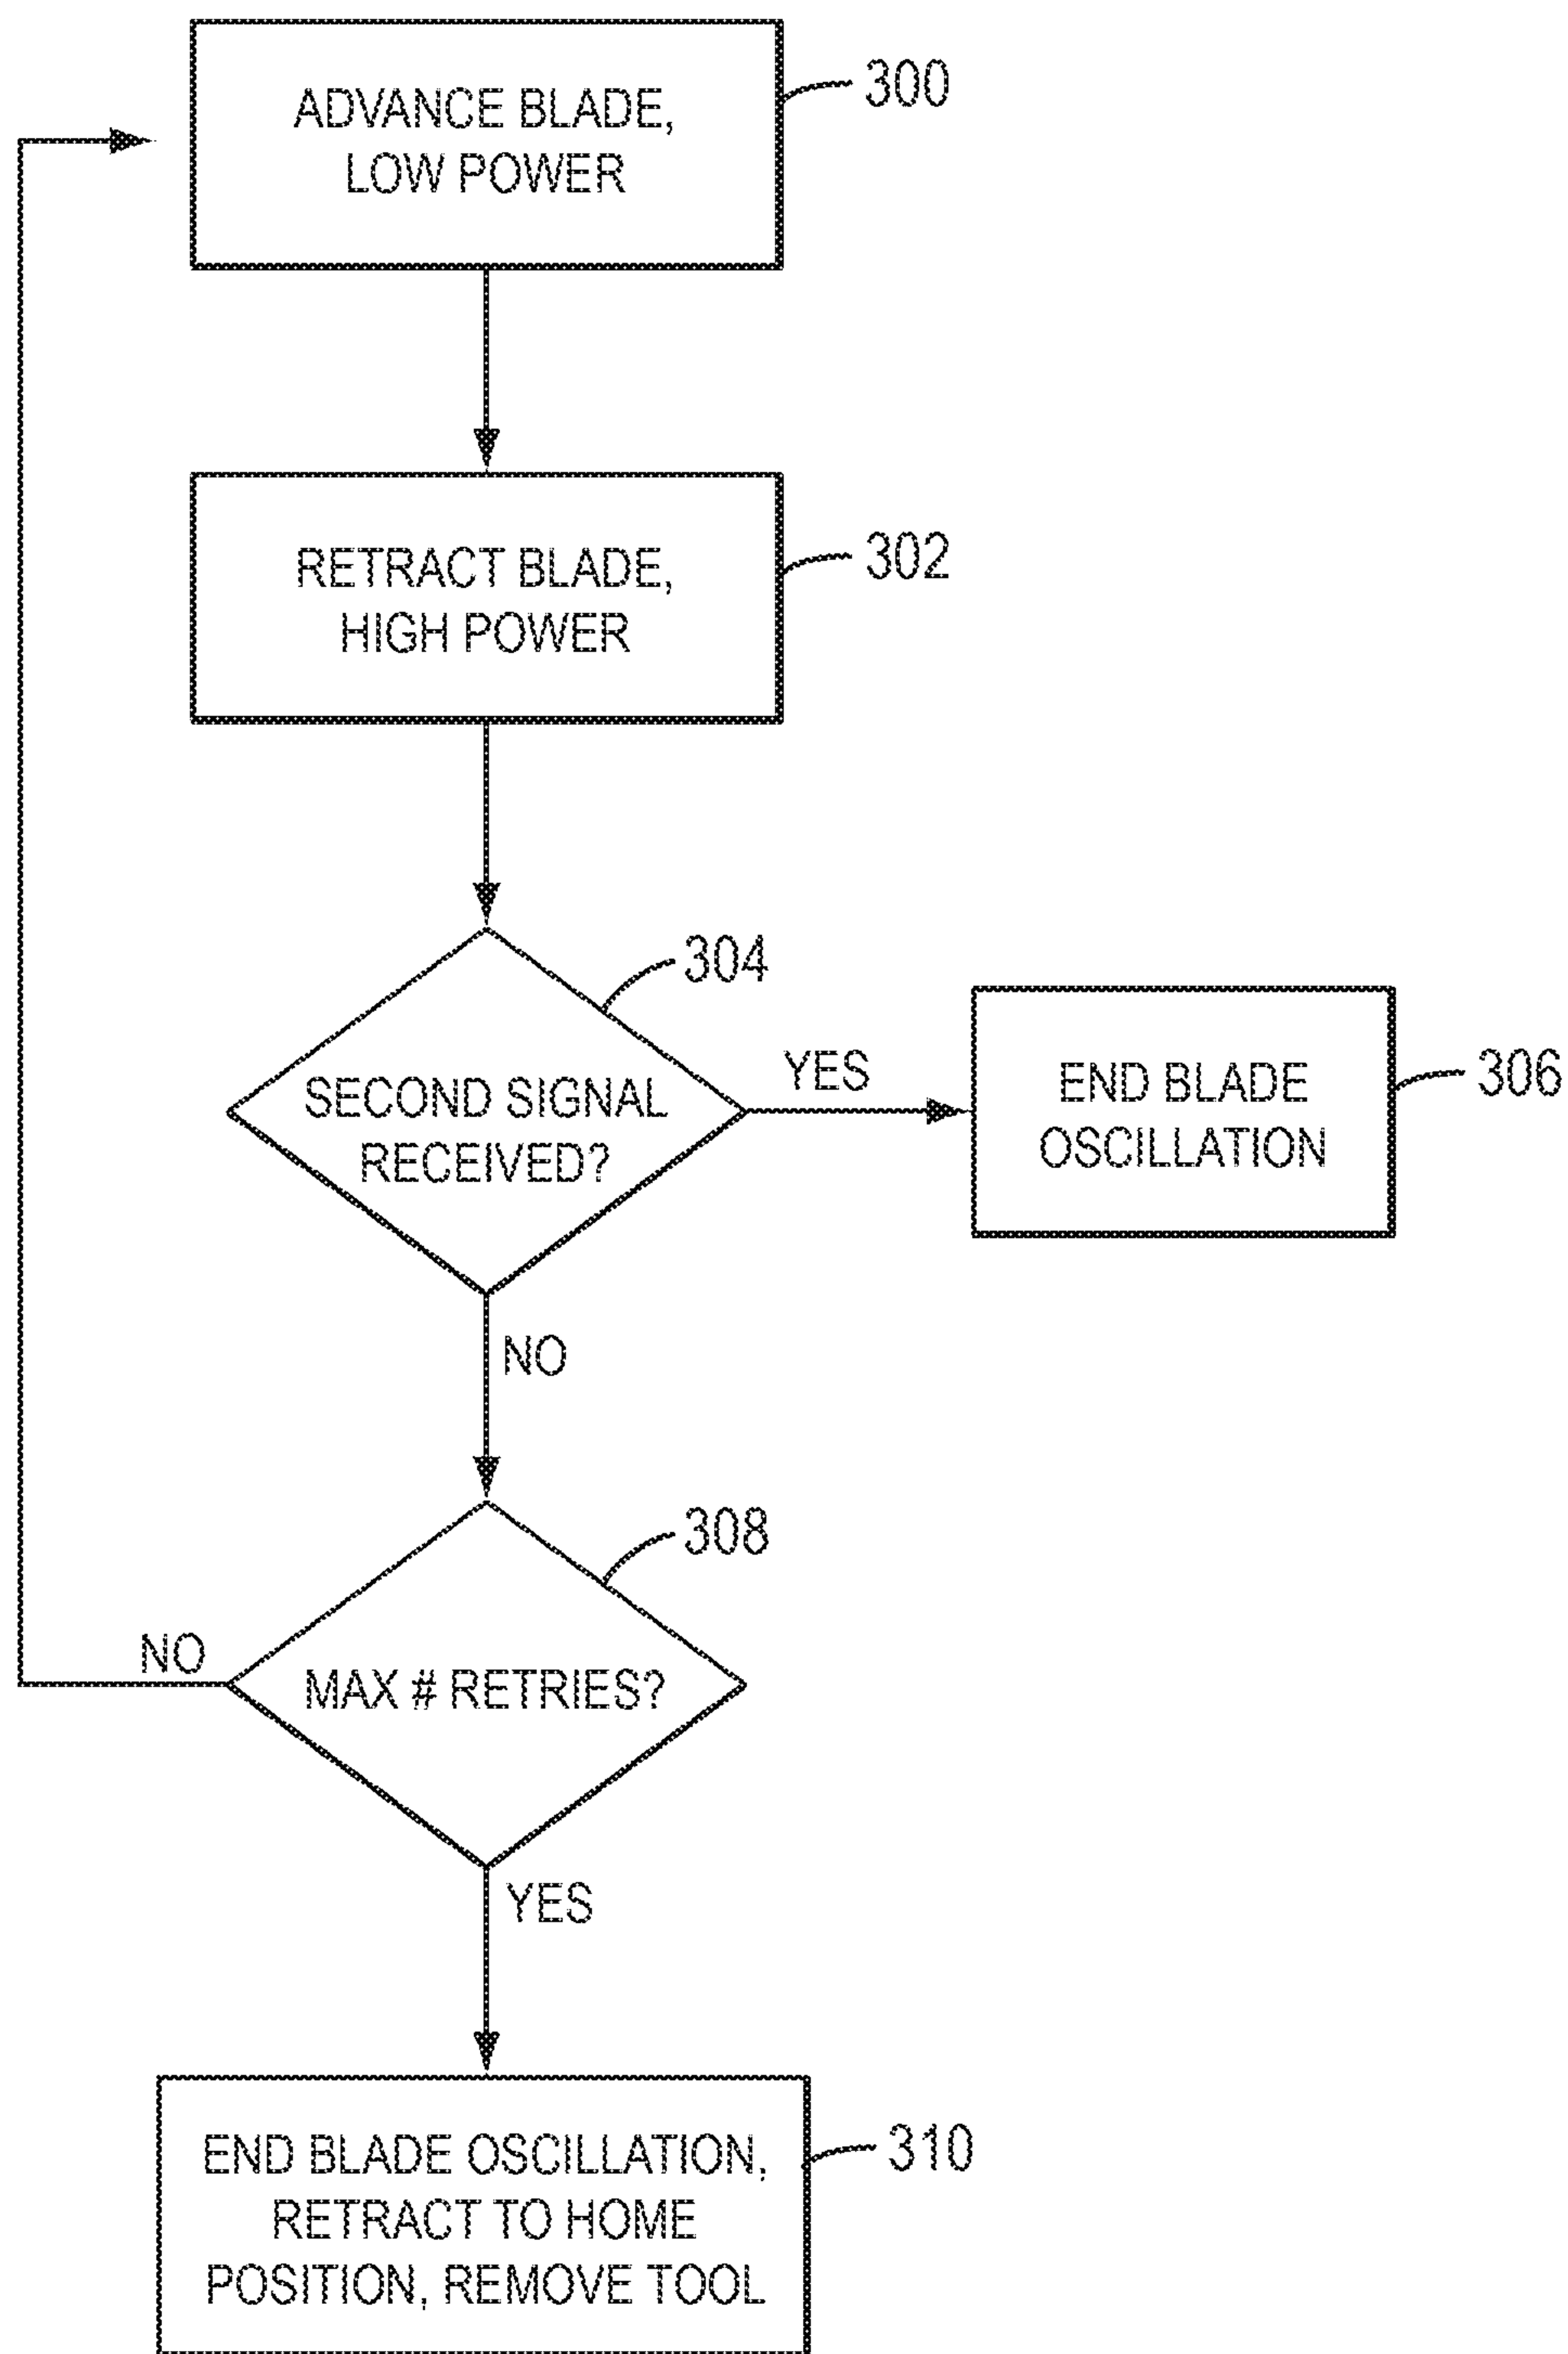 ADVANCE BLADE,
LOW POWER
300
RETRACT BLADE,
HIGH POWER
302
304
SECOND SIGNAL
RECEIVED?
YES
END BLADE
OSCILLATION
306
NO
308
NO
MAX # RETRIES?
YES
END BLADE OSCILLATION,
RETRACT TO HOME
POSITION, REMOVE TOOL
310